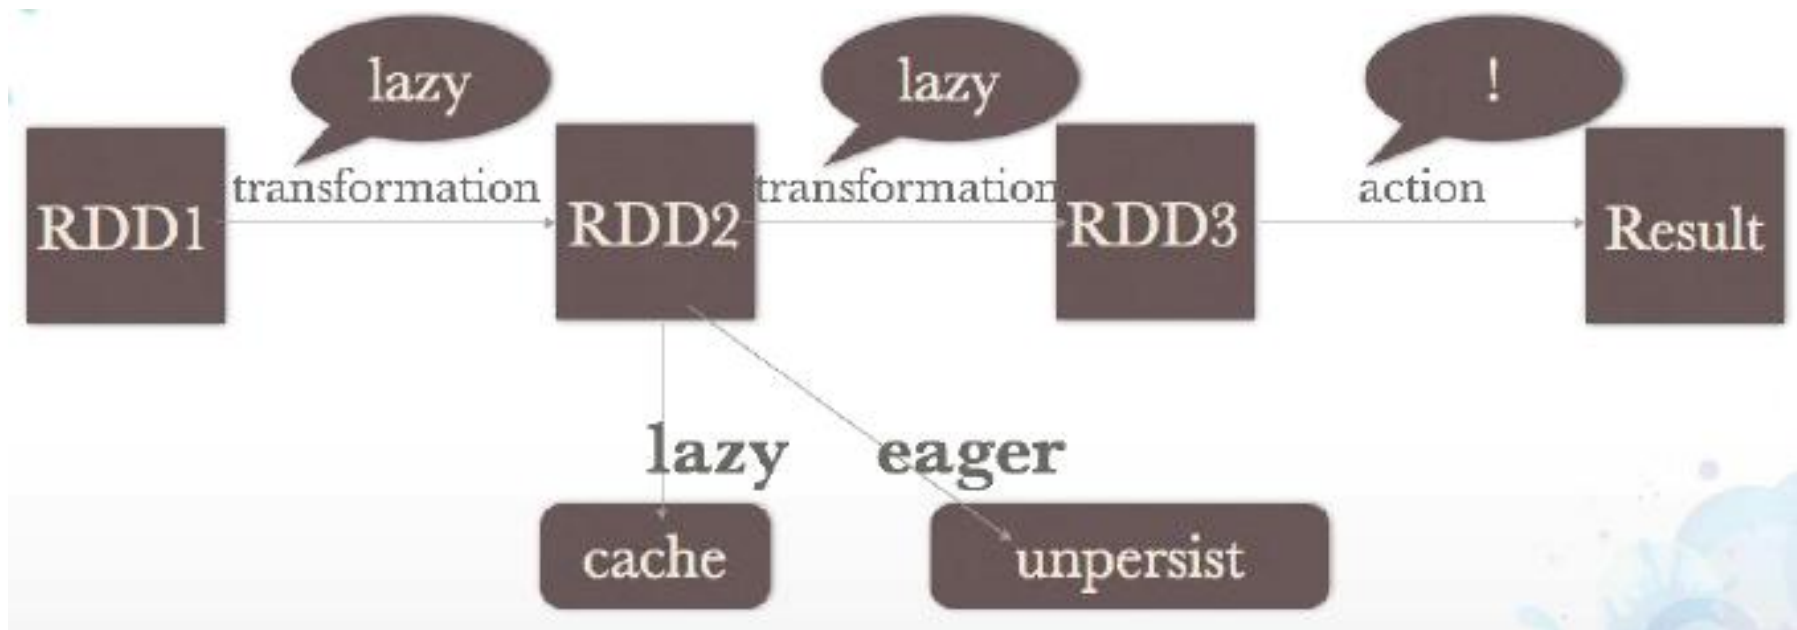 lazy
lazy
!
transformation
transformation
action
RDD1
RDD2
RDD3
Result
lazy
eager
cache
unpersist